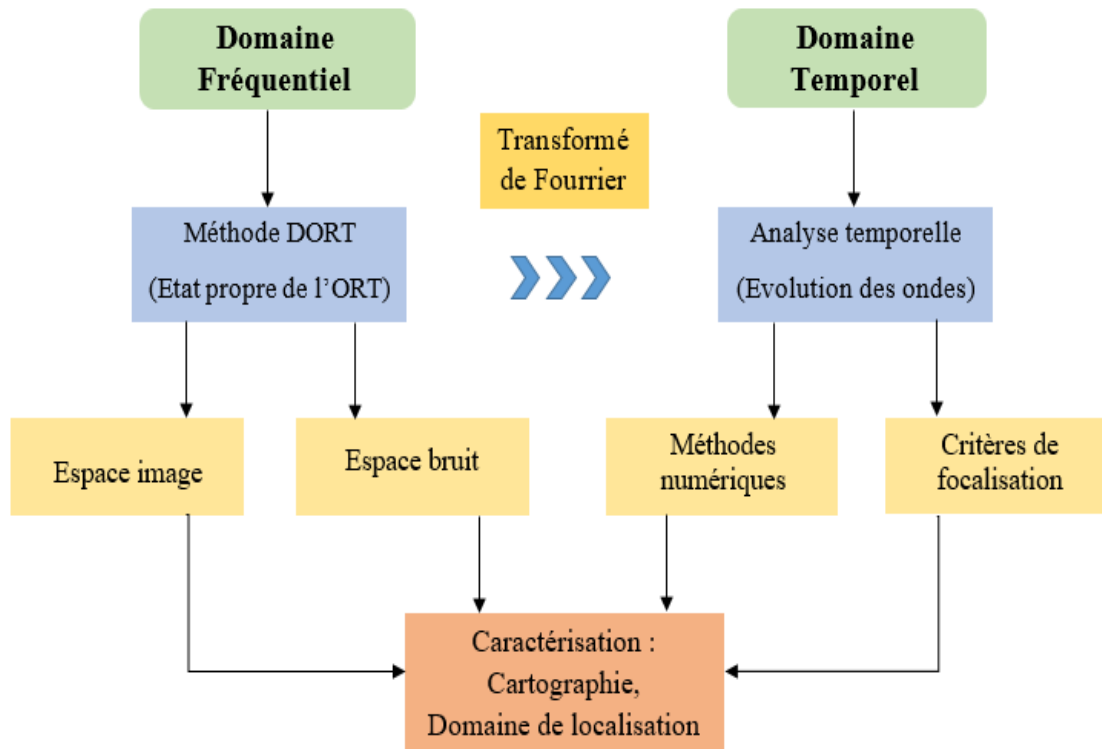 Domaine
Fréquentiel
Domaine
Temporel
Transformé
de Fourrier
Méthode DORT
(Etat propre de l'ORT)
Analyse temporelle
(Evolution des ondes)
Espace image
Espace bruit
Méthodes
numériques
Critères de
focalisation
Caractérisation :
Cartographie,
Domaine de localisation